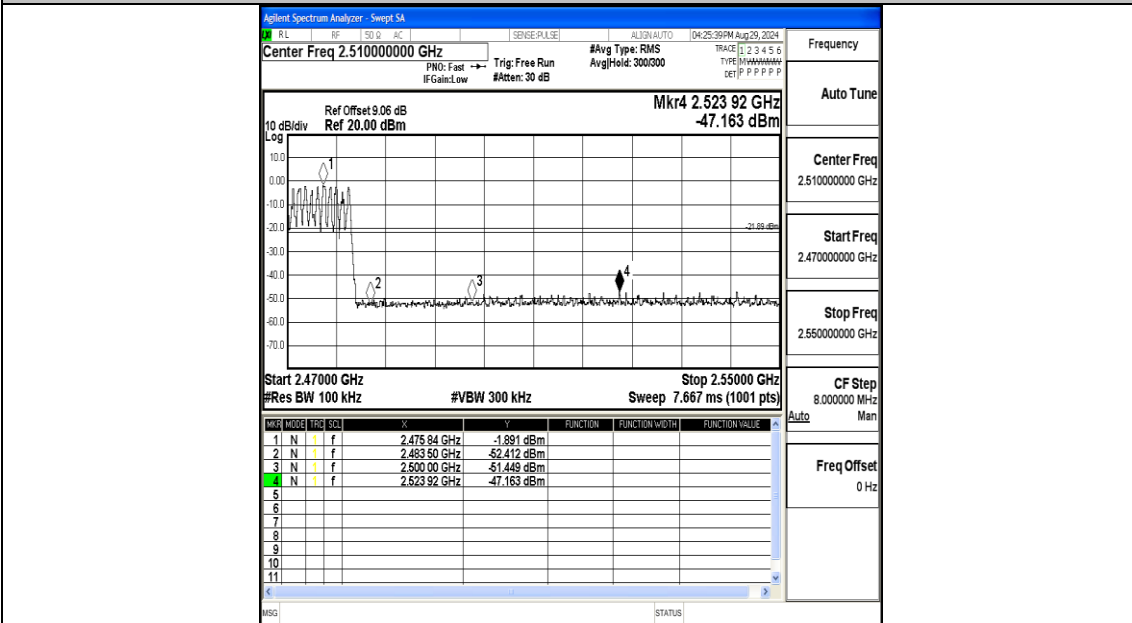 Agilent Spectrum Analyzer - Swept SA
RL RF 50 Ω AC SENSE:PULSE ALIGN AUTO 04:25:39 PM Aug 29, 2024
Center Freq 2.510000000 GHz
PNO: Fast
IFGain:Low
Trig: Free Run
#Atten: 30 dB
#Avg Type: RMS
Avg|Hold: 300/300
TRACE 1 2 3 4 5 6
TYPE
DET P P P P P P
Frequency
Auto Tune
Center Freq
2.510000000 GHz
Start Freq
2.470000000 GHz
Stop Freq
2.550000000 GHz
CF Step
8.000000 MHz
Auto Man
Freq Offset
0 Hz
Ref Offset 9.06 dB
Ref 20.00 dBm
10 dB/div
Log
Mkr4 2.523 92 GHz
-47.163 dBm
10.0
0.00
-10.0
-20.0
-30.0
-40.0
-50.0
-60.0
-70.0
1
2
3
4
-21.89 dBm
Start 2.47000 GHz Stop 2.55000 GHz
#Res BW 100 kHz #VBW 300 kHz Sweep 7.667 ms (1001 pts)
MKR MODE TRC SCL X Y FUNCTION FUNCTION WIDTH FUNCTION VALUE
1 N 1 f 2.475 84 GHz -1.891 dBm
2 N 1 f 2.483 50 GHz -52.412 dBm
3 N 1 f 2.500 00 GHz -51.449 dBm
4 N 1 f 2.523 92 GHz -47.163 dBm
5
6
7
8
9
10
11
MSG STATUS